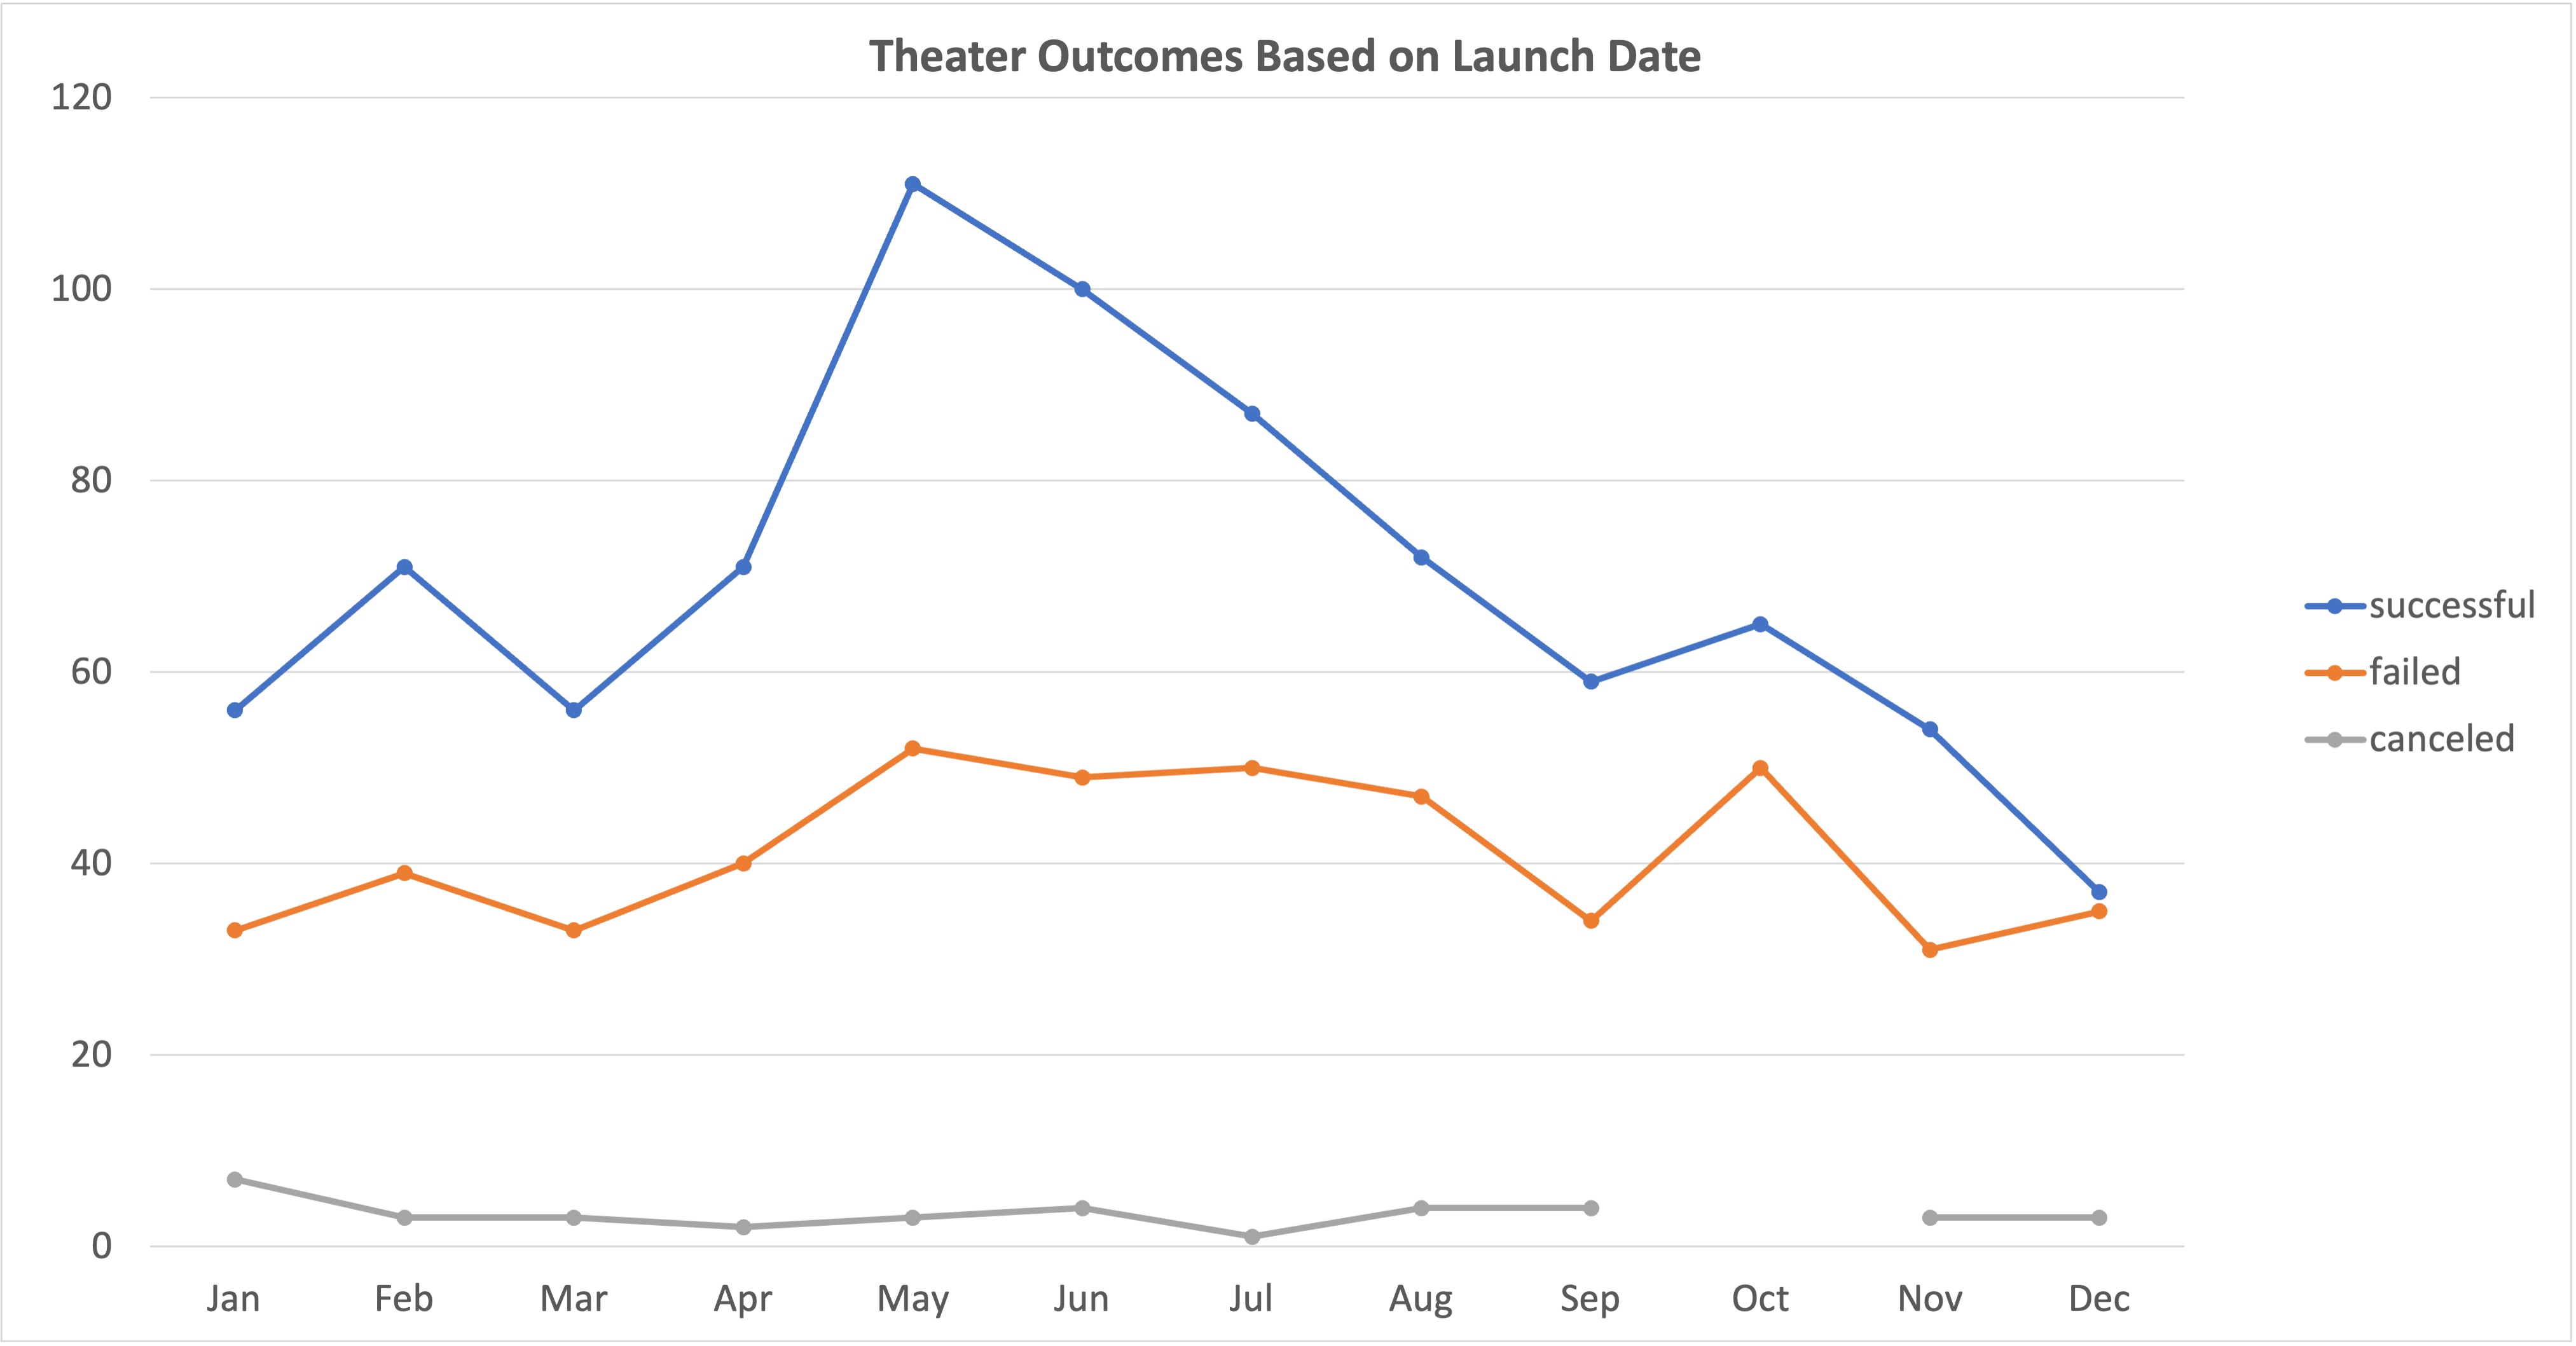 Theater Outcomes Based on Launch Date
120
100
80
60
40
20
0
Jan Feb Mar Apr May Jun Jul Aug Sep Oct Nov Dec
successful
failed
canceled